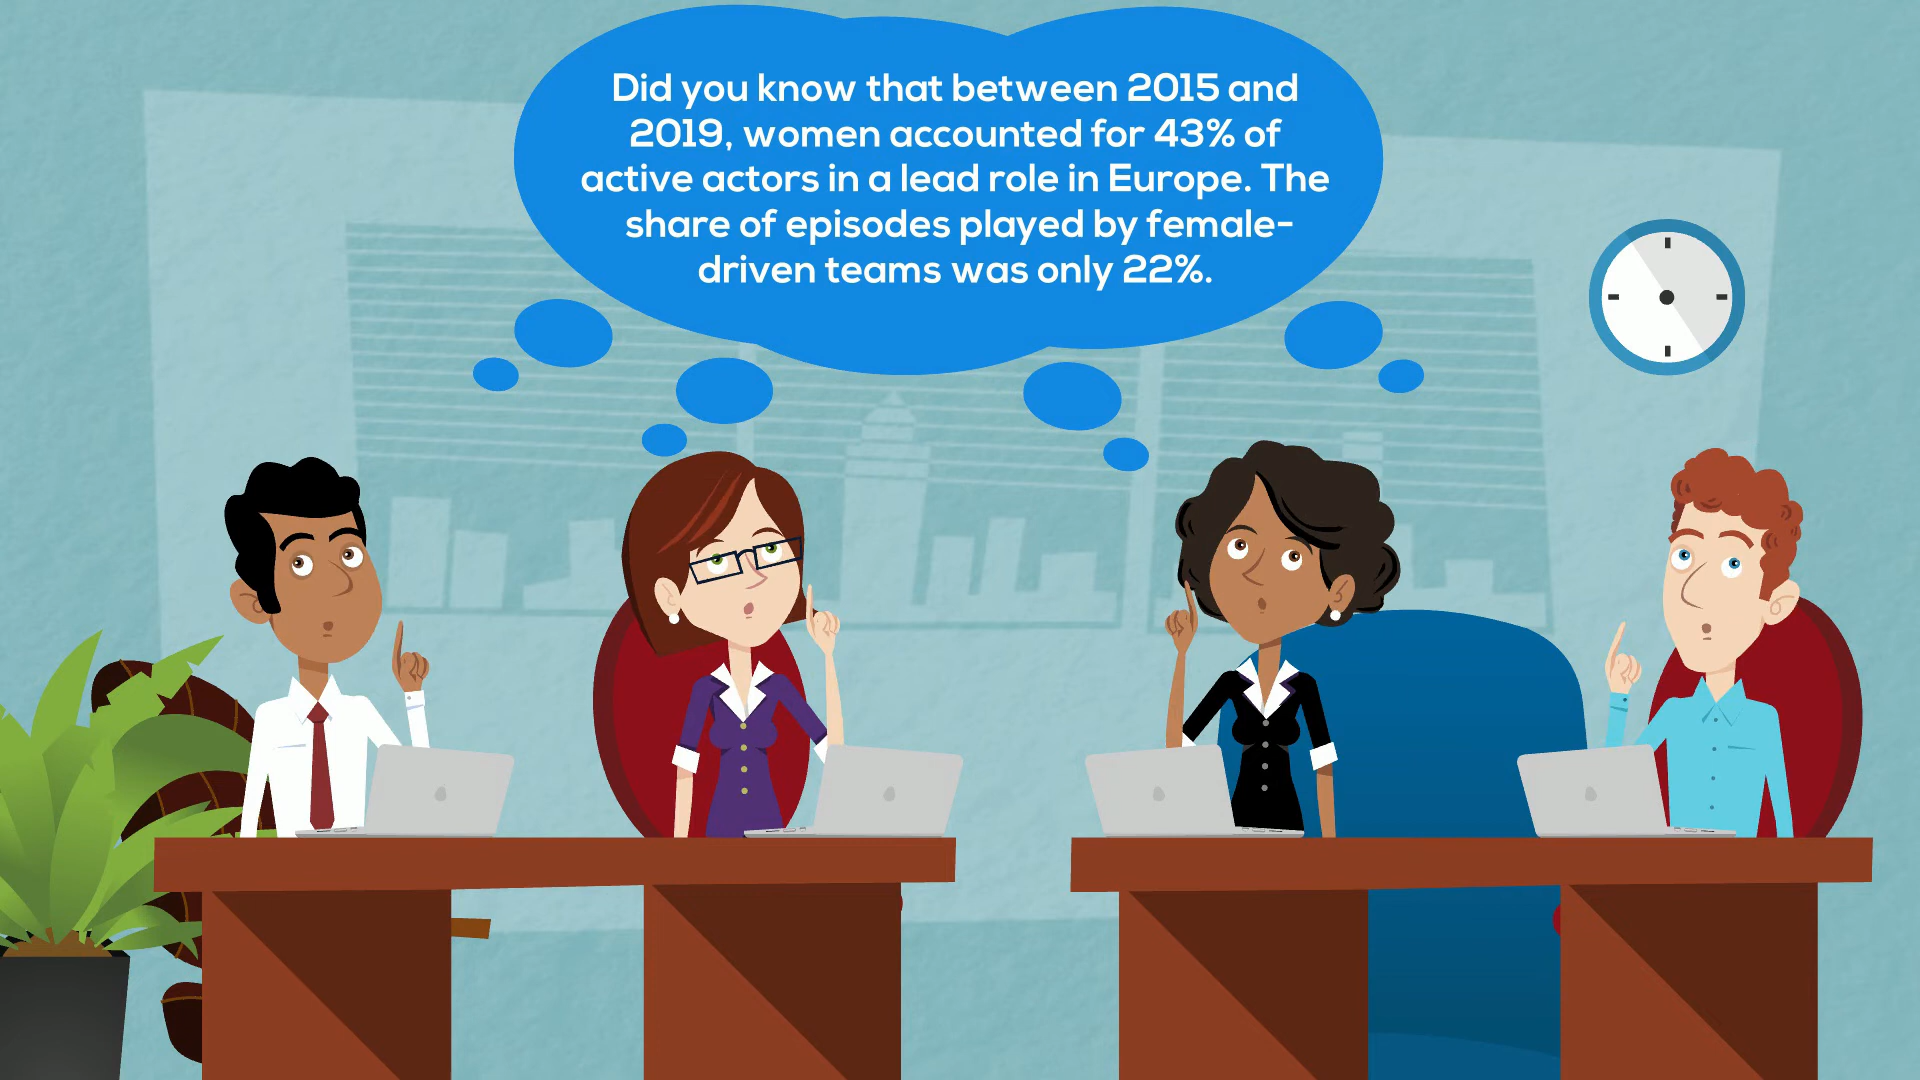 Did you know that between 2015 and
2019, women accounted for 43% of
active actors in a lead role in Europe. The
share of episodes played by female-
driven teams was only 22%.